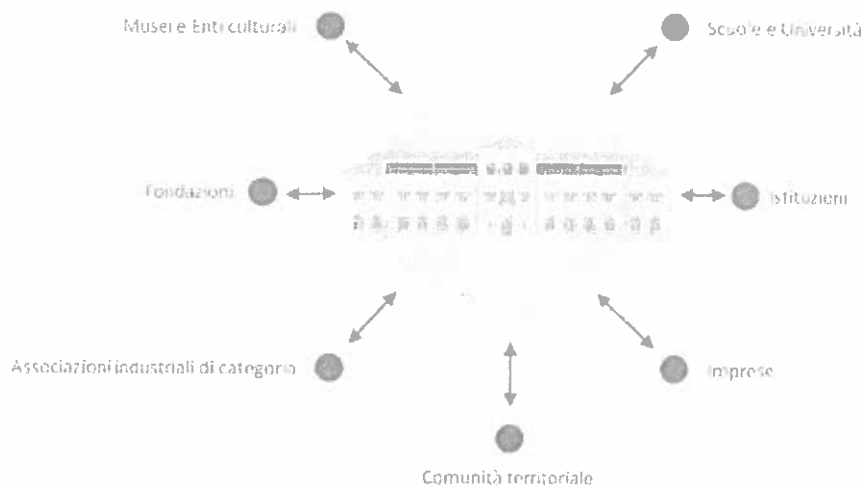 Musei e Enti culturali
Scuole e Università
Fondazioni
Istituzioni
Associazioni industriali di categoria
Imprese
Comunità territoriale